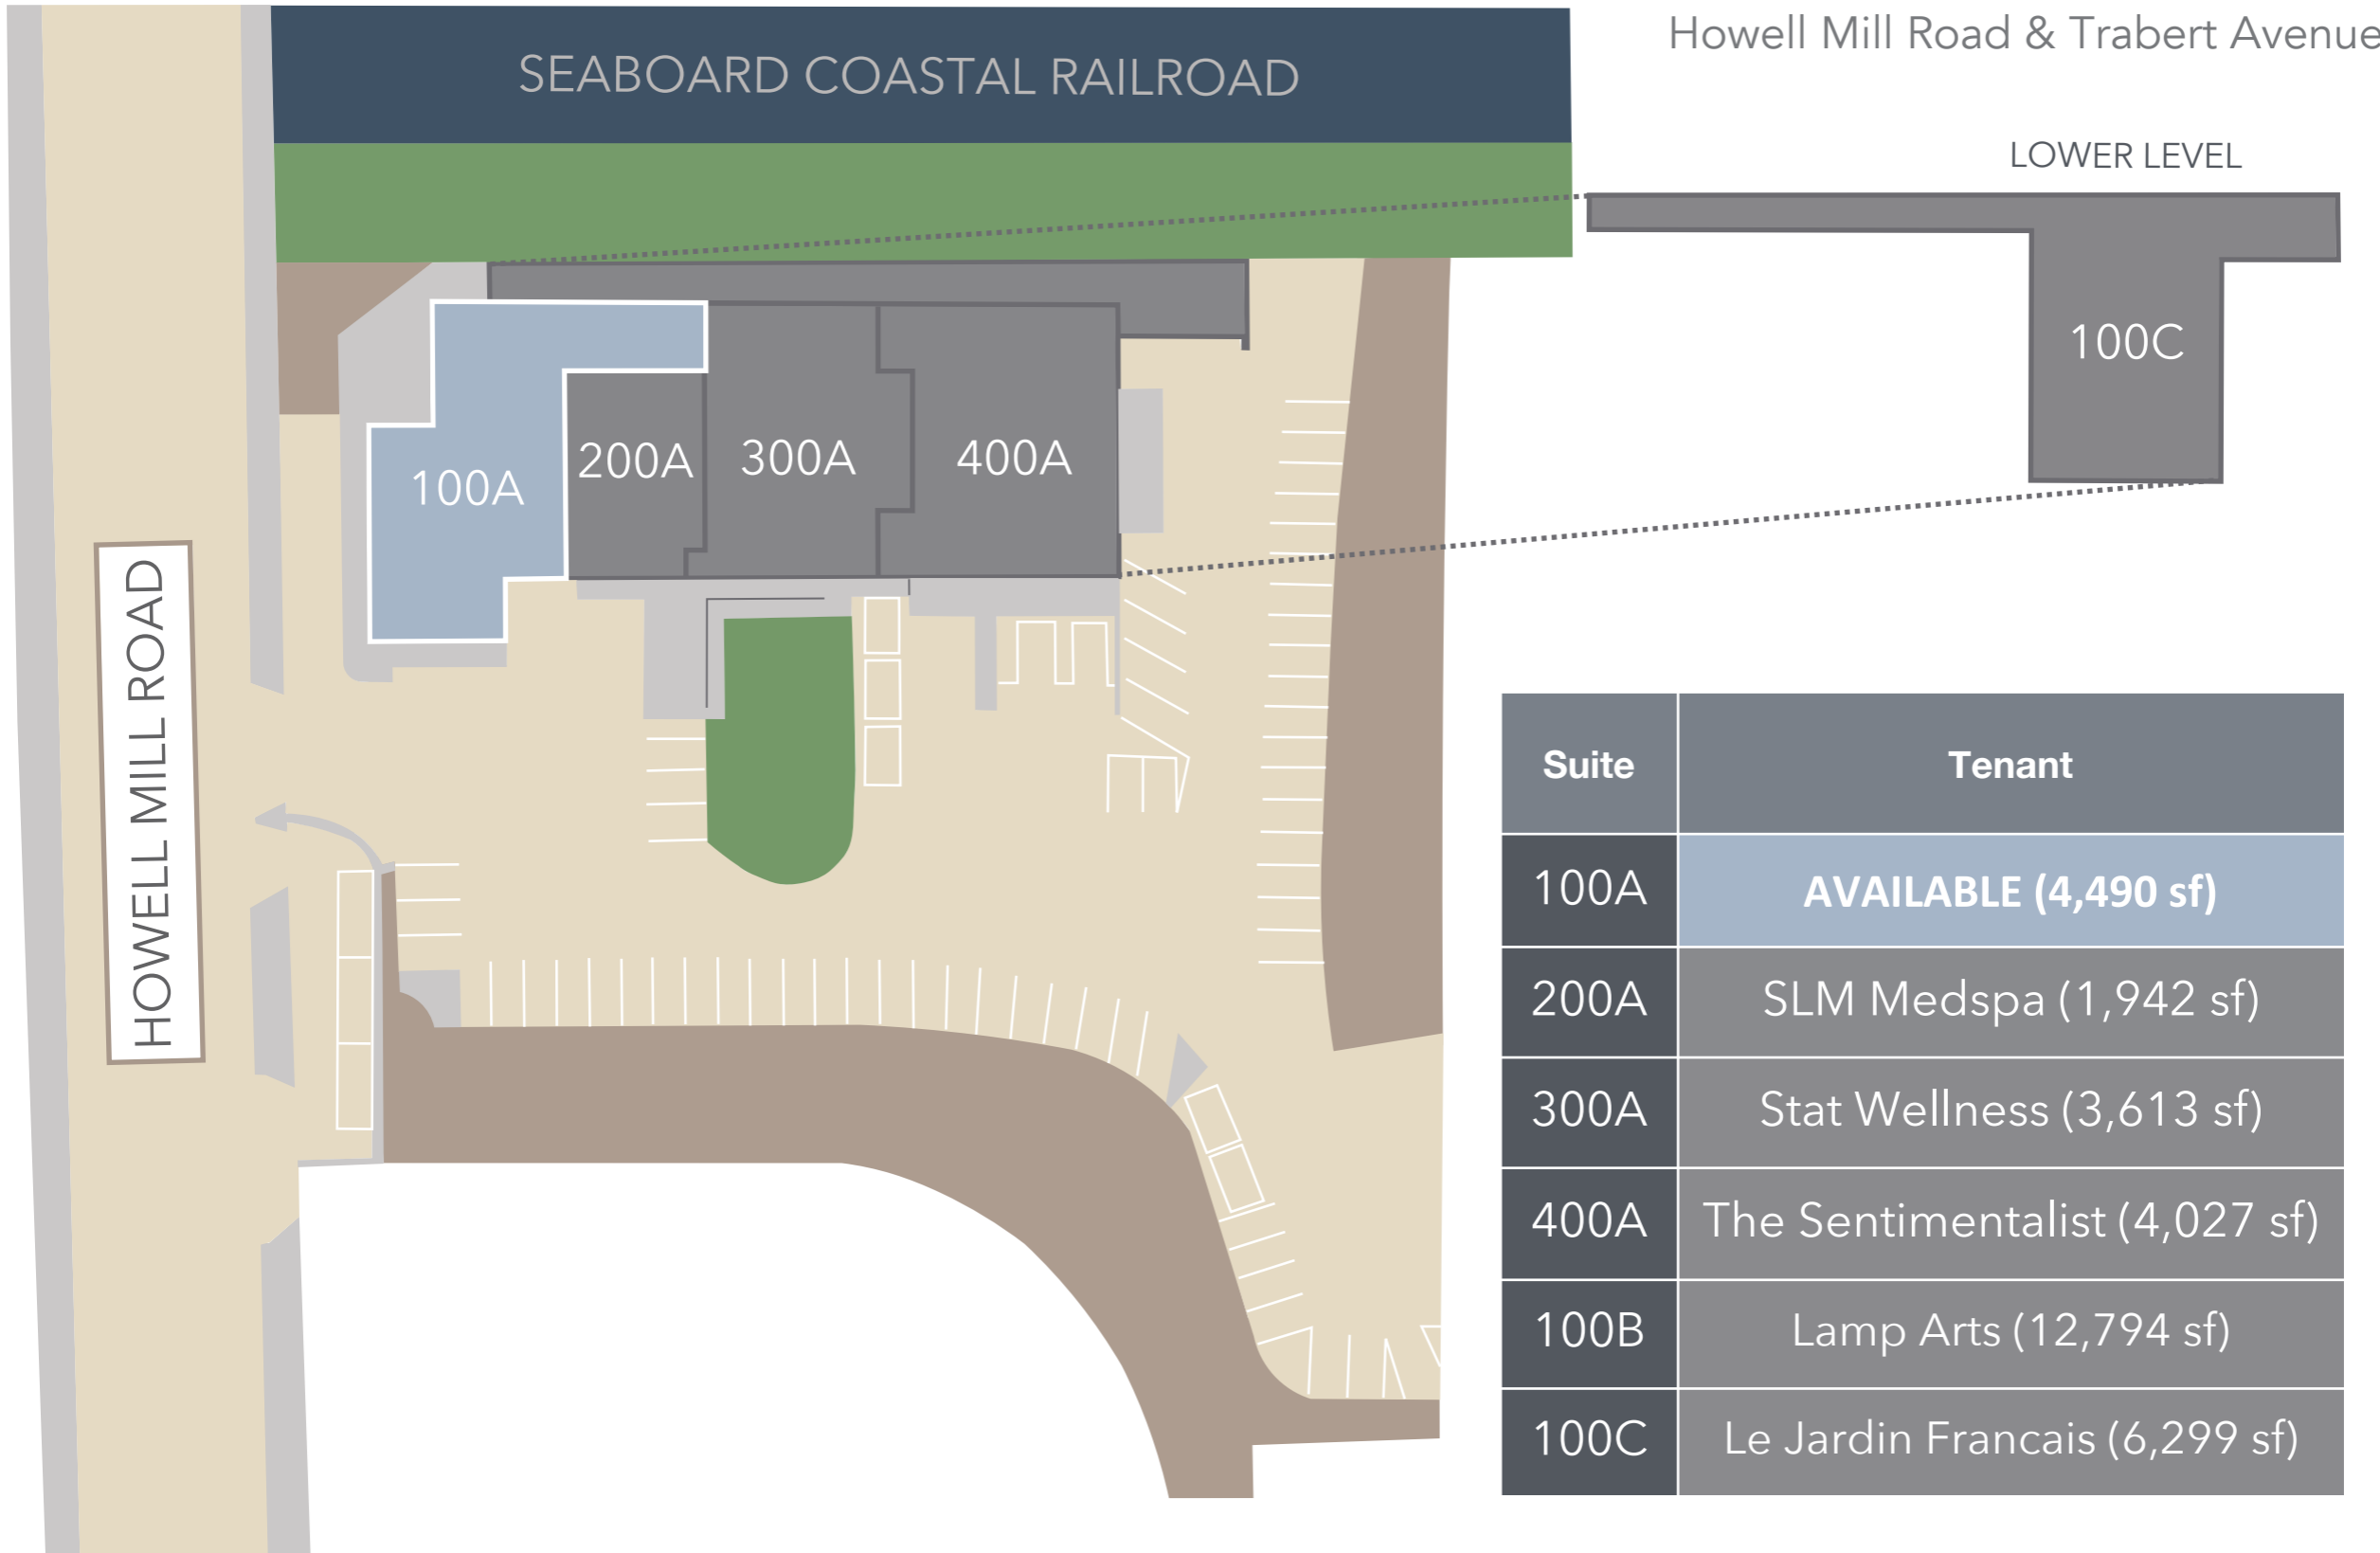 Howell Mill Road & Trabert Avenue
SEABOARD COASTAL RAILROAD
LOWER LEVEL
100C
100A
200A
300A
400A
HOWELL MILL ROAD
Suite Tenant
100A AVAILABLE (4,490 sf)
200A SLM Medspa (1,942 sf)
300A Stat Wellness (3,613 sf)
400A The Sentimentalist (4,027 sf)
100B Lamp Arts (12,794 sf)
100C Le Jardin Francais (6,299 sf)